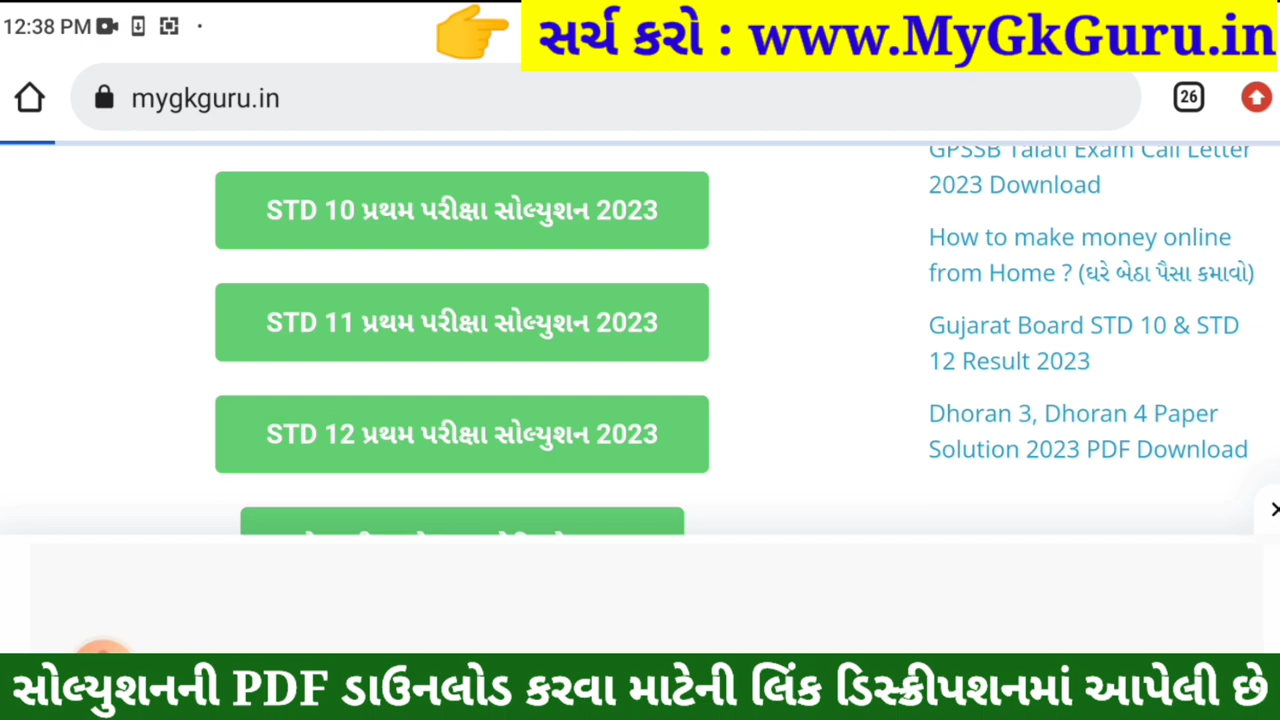 12:38 PM
સર્ચ કરો : www.MyGkGuru.in
mygkguru.in
26
STD 10 પ્રથમ પરીક્ષા સોલ્યુશન 2023
STD 11 પ્રથમ પરીક્ષા સોલ્યુશન 2023
STD 12 પ્રથમ પરીક્ષા સોલ્યુશન 2023
GPSSB Talati Exam Call Letter
2023 Download
How to make money online
from Home ? (ઘરે બેઠા પૈસા કમાવો)
Gujarat Board STD 10 & STD
12 Result 2023
Dhoran 3, Dhoran 4 Paper
Solution 2023 PDF Download
સોલ્યુશનની PDF ડાઉનલોડ કરવા માટેની લિંક ડિસ્ક્રીપશનમાં આપેલી છે